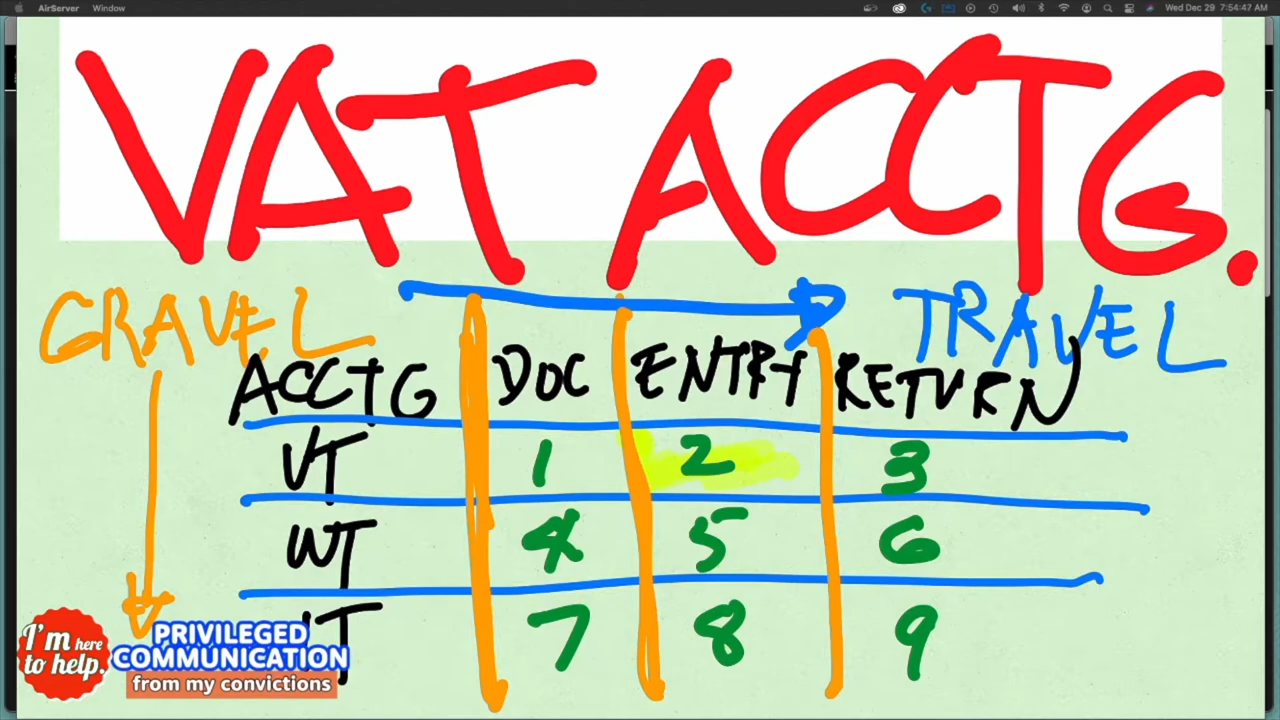 AirServer Window Wed Dec 29 7:54:47 AM
VAT ACCTG.
GRAVEL TRAVEL
ACCTG DOC ENTRY RETURN
VT 1 2 3
WT 4 5 6
7 8 9
I'm here to help.
PRIVILEGED
COMMUNICATION
from my convictions